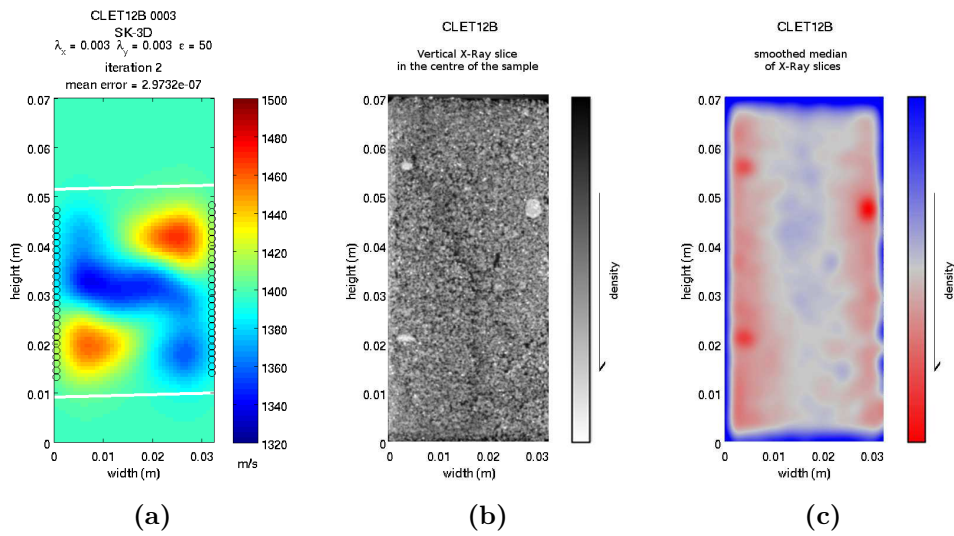 CLET12B 0003
SK-3D
λx = 0.003 λy = 0.003 ε = 50
iteration 2
mean error = 2.9732e-07
0.07
0.06
0.05
0.04
0.03
0.02
0.01
0
height (m)
0 0.01 0.02 0.03
width (m)
1500
1480
1460
1440
1420
1400
1380
1360
1340
1320
m/s
(a)
CLET12B
Vertical X-Ray slice
in the centre of the sample
0.07
0.06
0.05
0.04
0.03
0.02
0.01
0
height (m)
0 0.01 0.02 0.03
width (m)
density
(b)
CLET12B
smoothed median
of X-Ray slices
0.07
0.06
0.05
0.04
0.03
0.02
0.01
0
height (m)
0 0.01 0.02 0.03
width (m)
density
(c)